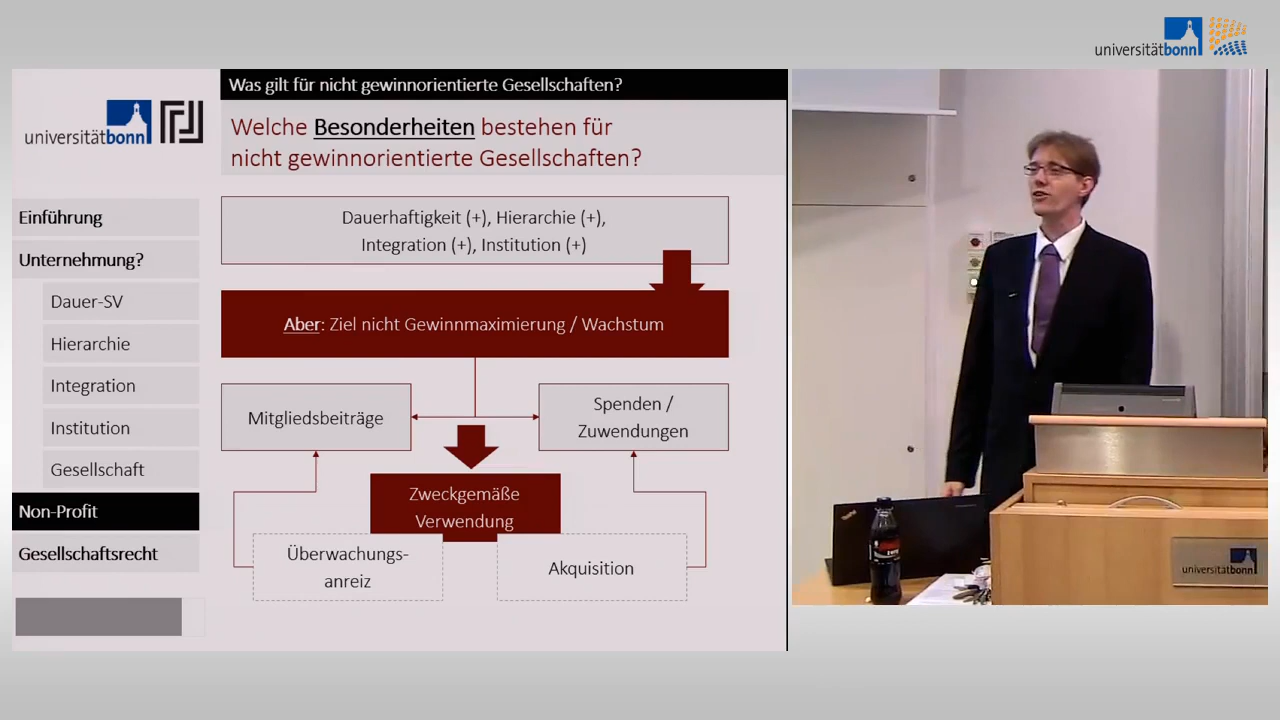 universitätbonn
Was gilt für nicht gewinnorientierte Gesellschaften?
universitätbonn
Welche Besonderheiten bestehen für
nicht gewinnorientierte Gesellschaften?
Einführung
Unternehmung?
Dauer-SV
Hierarchie
Integration
Institution
Gesellschaft
Non-Profit
Gesellschaftsrecht
Dauerhaftigkeit (+), Hierarchie (+),
Integration (+), Institution (+)
Aber: Ziel nicht Gewinnmaximierung / Wachstum
Mitgliedsbeiträge
Spenden /
Zuwendungen
Zweckgemäße
Verwendung
Überwachungs-
anreiz
Akquisition
universitätbonn